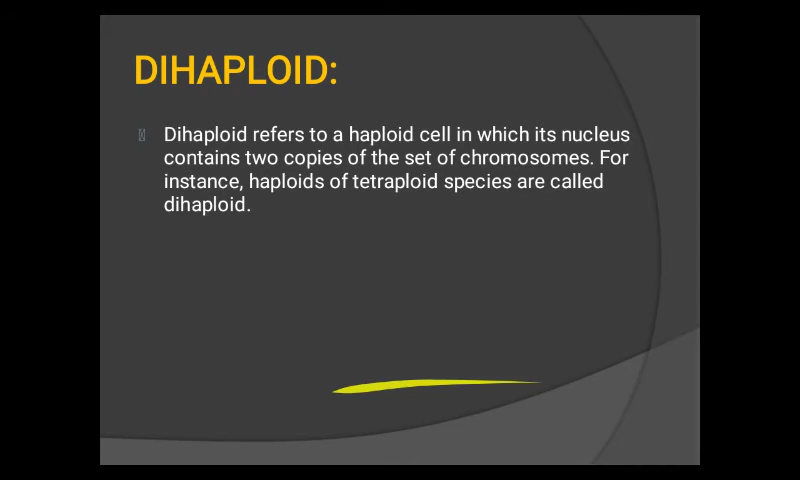 DIHAPLOID:
Dihaploid refers to a haploid cell in which its nucleus
contains two copies of the set of chromosomes. For
instance, haploids of tetraploid species are called
dihaploid.